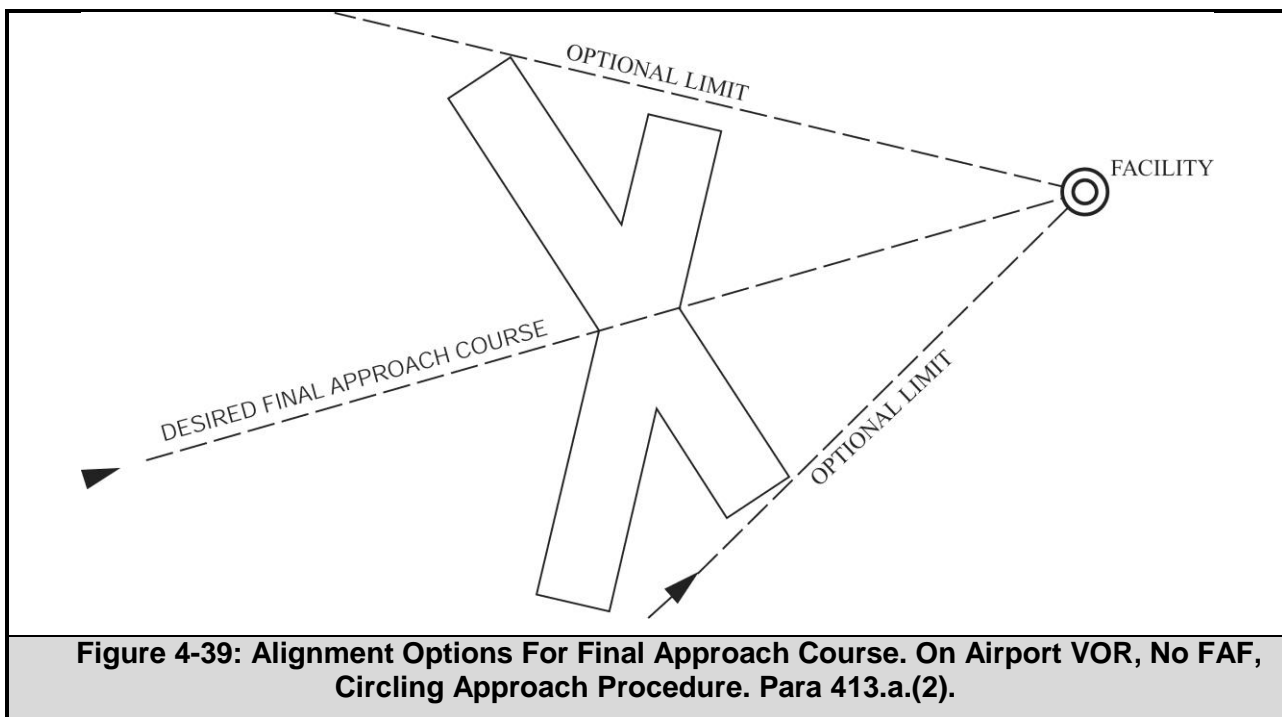 OPTIONAL LIMIT
FACILITY
DESIRED FINAL APPROACH COURSE
OPTIONAL LIMIT
Figure 4-39: Alignment Options For Final Approach Course. On Airport VOR, No FAF,
Circling Approach Procedure. Para 413.a.(2).